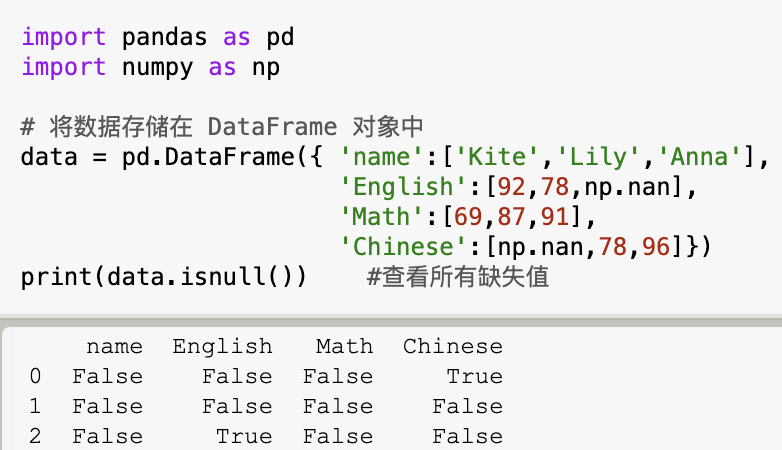 import pandas as pd
import numpy as np
# 将数据存储在 DataFrame 对象中
data = pd.DataFrame({ 'name':['Kite','Lily','Anna'],
'English':[92,78,np.nan],
'Math':[69,87,91],
'Chinese':[np.nan,78,96]})
print(data.isnull()) #查看所有缺失值
name English Math Chinese
0 False False False True
1 False False False False
2 False True False False